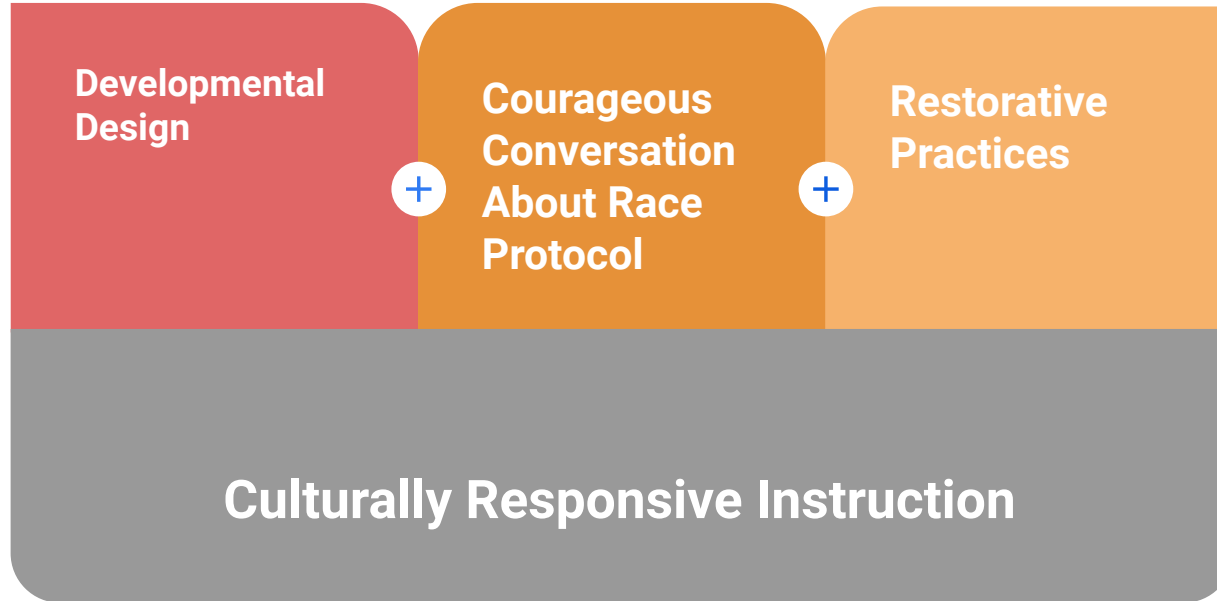 Developmental
Design
Courageous
Conversation
About Race
Protocol
Restorative
Practices
Culturally Responsive Instruction